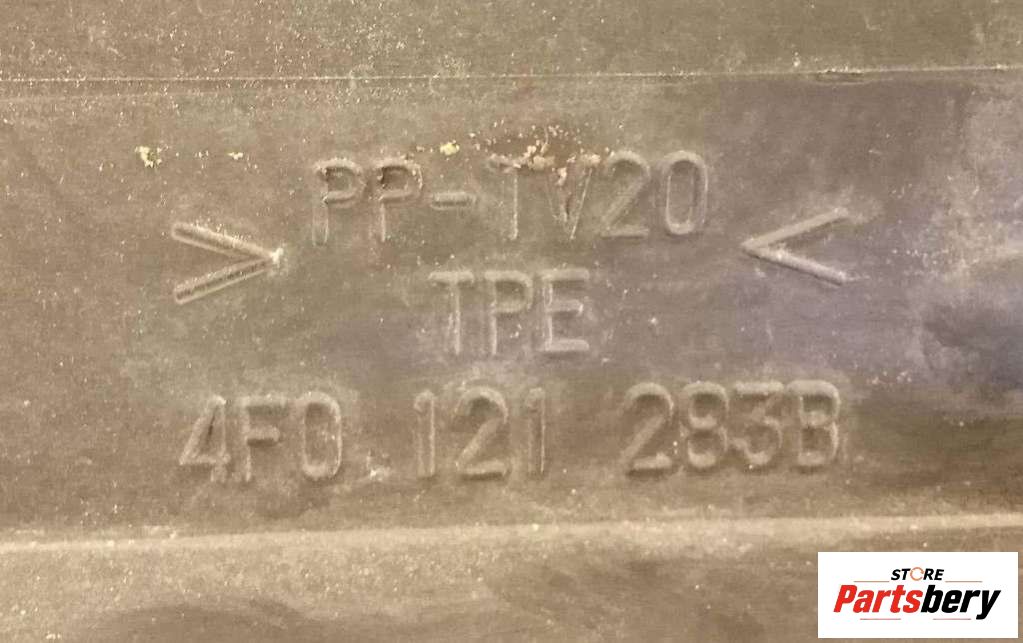 PP-TV20
> <
TPE
4F0 121 283B
STORE
Partsbery